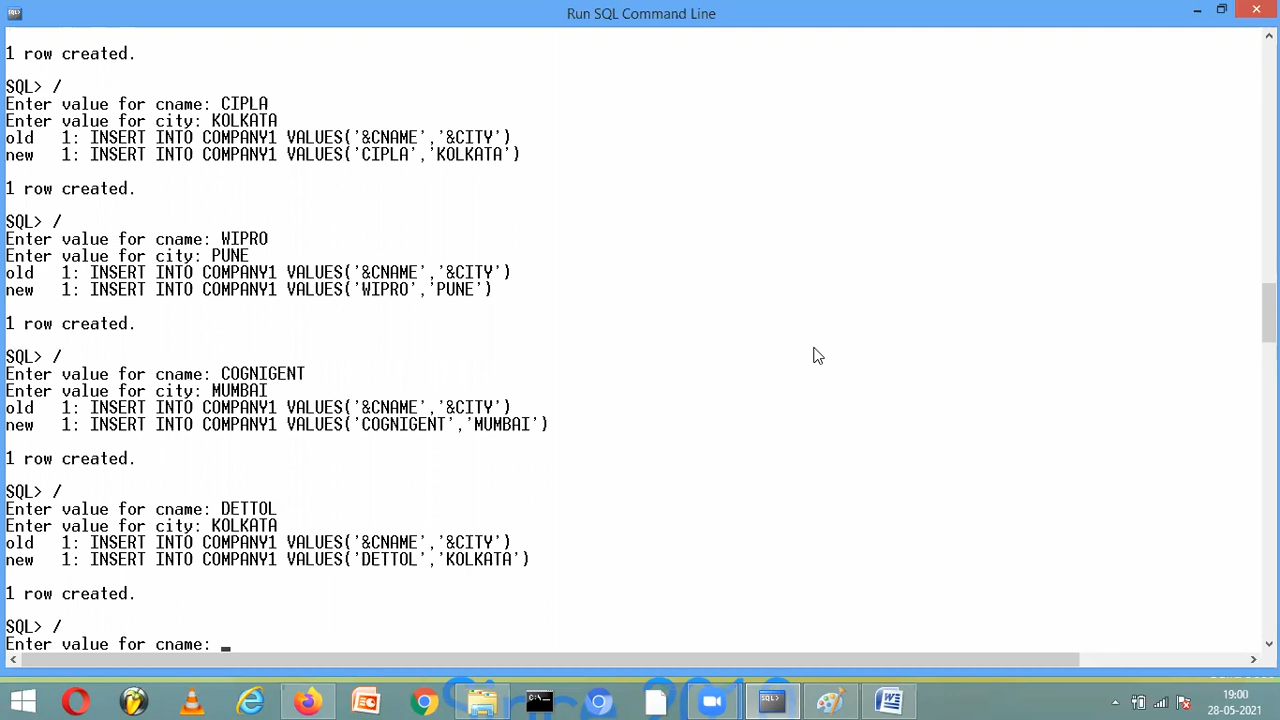 Run SQL Command Line
1 row created.
SQL> /
Enter value for cname: CIPLA
Enter value for city: KOLKATA
old   1: INSERT INTO COMPANY1 VALUES('&CNAME','&CITY')
new   1: INSERT INTO COMPANY1 VALUES('CIPLA','KOLKATA')
1 row created.
SQL> /
Enter value for cname: WIPRO
Enter value for city: PUNE
old   1: INSERT INTO COMPANY1 VALUES('&CNAME','&CITY')
new   1: INSERT INTO COMPANY1 VALUES('WIPRO','PUNE')
1 row created.
SQL> /
Enter value for cname: COGNIGENT
Enter value for city: MUMBAI
old   1: INSERT INTO COMPANY1 VALUES('&CNAME','&CITY')
new   1: INSERT INTO COMPANY1 VALUES('COGNIGENT','MUMBAI')
1 row created.
SQL> /
Enter value for cname: DETTOL
Enter value for city: KOLKATA
old   1: INSERT INTO COMPANY1 VALUES('&CNAME','&CITY')
new   1: INSERT INTO COMPANY1 VALUES('DETTOL','KOLKATA')
1 row created.
SQL> /
Enter value for cname:
19:00
28-05-2021